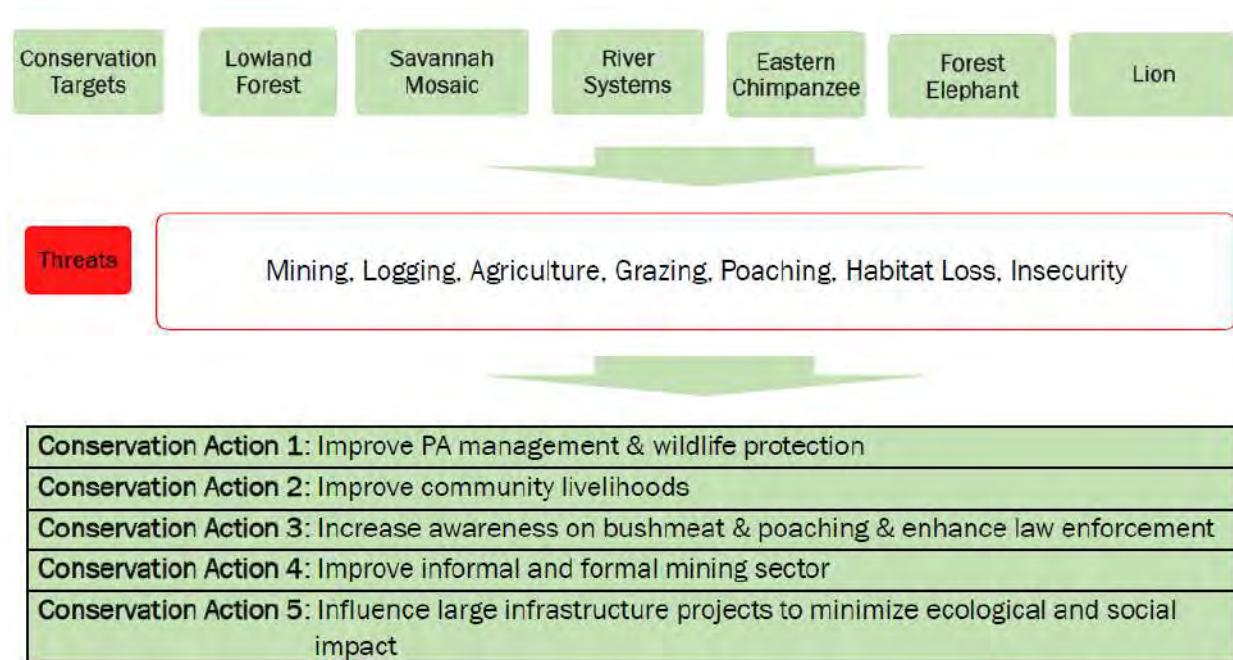 Conservation
Targets
Lowland
Forest
Savannah
Mosaic
River
Systems
Eastern
Chimpanzee
Forest
Elephant
Lion
Threats
Mining, Logging, Agriculture, Grazing, Poaching, Habitat Loss, Insecurity
Conservation Action 1: Improve PA management & wildlife protection
Conservation Action 2: Improve community livelihoods
Conservation Action 3: Increase awareness on bushmeat & poaching & enhance law enforcement
Conservation Action 4: Improve informal and formal mining sector
Conservation Action 5: Influence large infrastructure projects to minimize ecological and social
impact